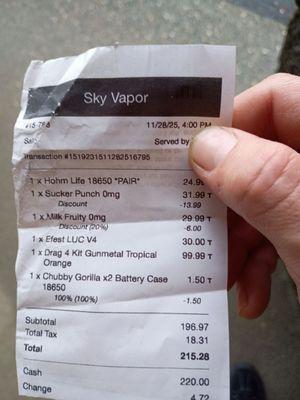 Sky Vapor
11/28/25, 4:00 PM
Served by
Transaction #1519231511282516795
1 x Hohm Life 18650 *PAIR* 24.99
1 x Sucker Punch 0mg 31.99 T
Discount -13.99
1 x Milk Fruity 0mg 29.99 T
Discount (20%) -6.00
1 x Efest LUC V4 30.00 T
1 x Drag 4 Kit Gunmetal Tropical 99.99 T
Orange
1 x Chubby Gorilla x2 Battery Case 1.50 T
18650
100% (100%) -1.50
Subtotal 196.97
Total Tax 18.31
Total 215.28
Cash 220.00
Change 4.72